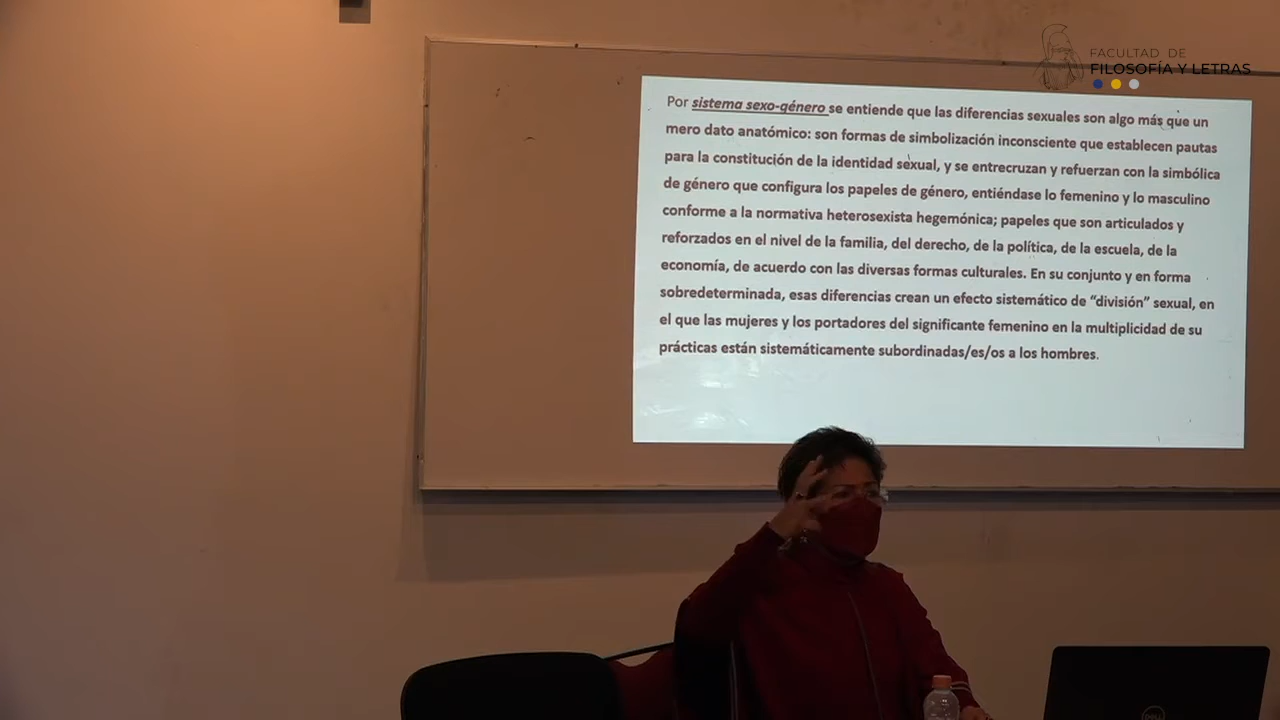 FACULTAD DE
FILOSOFÍA Y LETRAS
Por sistema sexo-género se entiende que las diferencias sexuales son algo más que un
mero dato anatómico: son formas de simbolización inconsciente que establecen pautas
para la constitución de la identidad sexual, y se entrecruzan y refuerzan con la simbólica
de género que configura los papeles de género, entiéndase lo femenino y lo masculino
conforme a la normativa heterosexista hegemónica; papeles que son articulados y
reforzados en el nivel de la familia, del derecho, de la política, de la escuela, de la
economía, de acuerdo con las diversas formas culturales. En su conjunto y en forma
sobredeterminada, esas diferencias crean un efecto sistemático de “división” sexual, en
el que las mujeres y los portadores del significante femenino en la multiplicidad de su
prácticas están sistemáticamente subordinadas/es/os a los hombres.
DELL